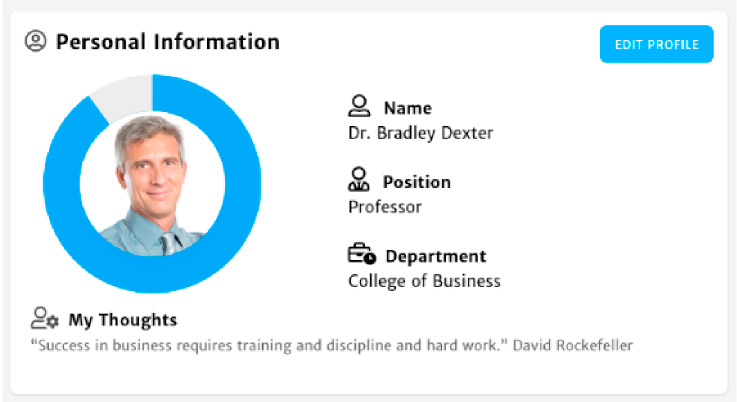 Personal Information
EDIT PROFILE
Name
Dr. Bradley Dexter
Position
Professor
Department
College of Business
My Thoughts
“Success in business requires training and discipline and hard work.” David Rockefeller